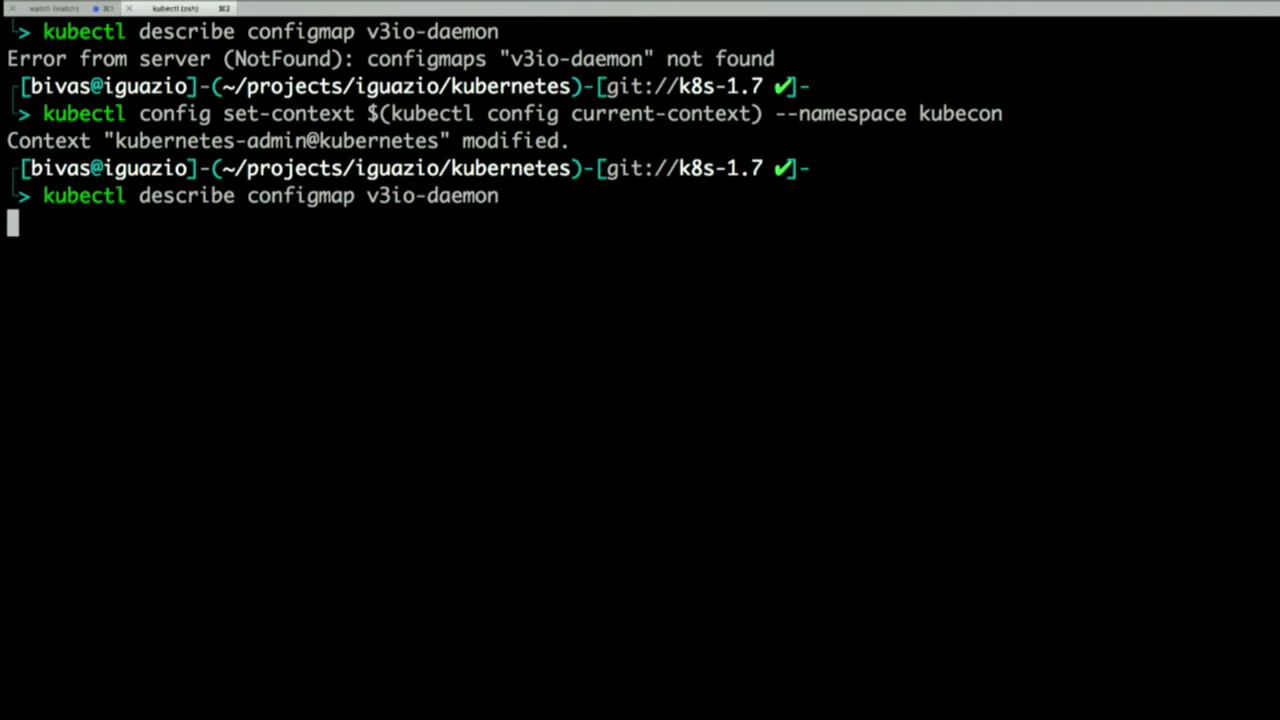 watch (watch) ⌘1 kubectl (zsh) ⌘2
└> kubectl describe configmap v3io-daemon
Error from server (NotFound): configmaps "v3io-daemon" not found
┌[bivas@iguazio]-(~/projects/iguazio/kubernetes)-[git://k8s-1.7 ✔]-
└> kubectl config set-context $(kubectl config current-context) --namespace kubecon
Context "kubernetes-admin@kubernetes" modified.
┌[bivas@iguazio]-(~/projects/iguazio/kubernetes)-[git://k8s-1.7 ✔]-
└> kubectl describe configmap v3io-daemon